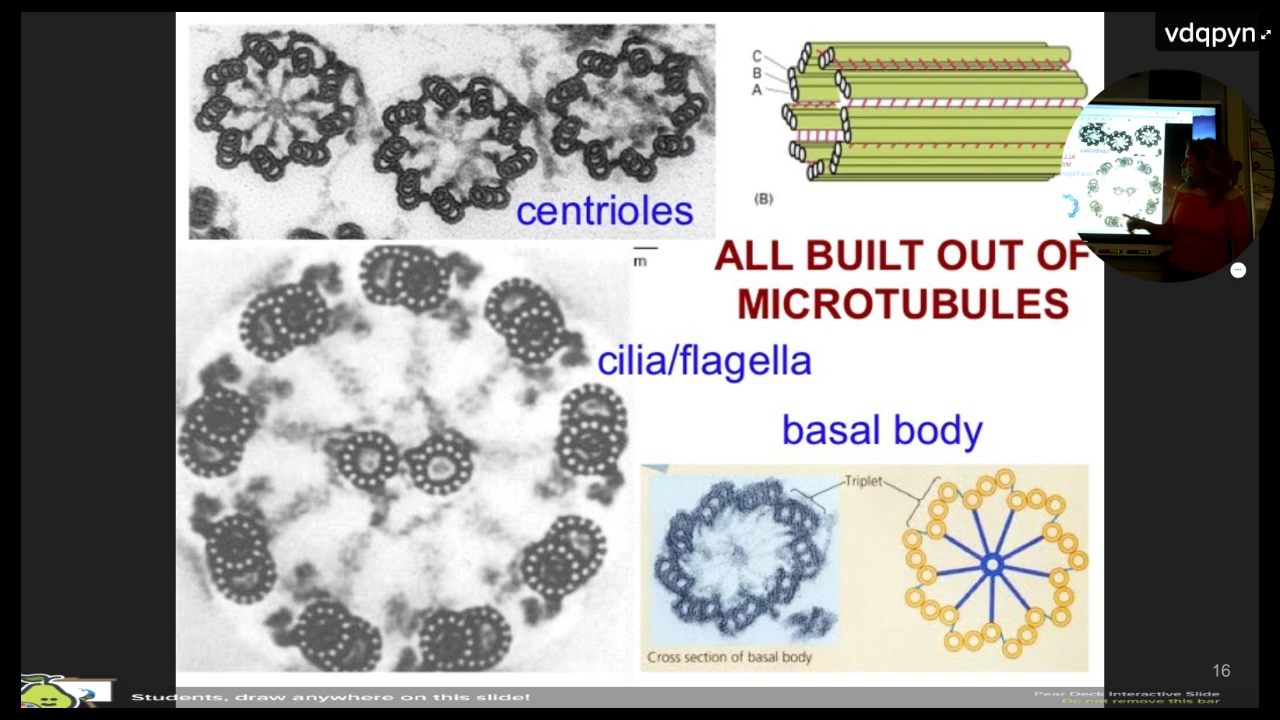 vdqpyn
C
B
A
(B)
centrioles
m
ALL BUILT OUT OF
MICROTUBULES
cilia/flagella
basal body
Triplet
Cross section of basal body
16
Students, draw anywhere on this slide!
Pear Deck Interactive Slide
Do not remove this bar